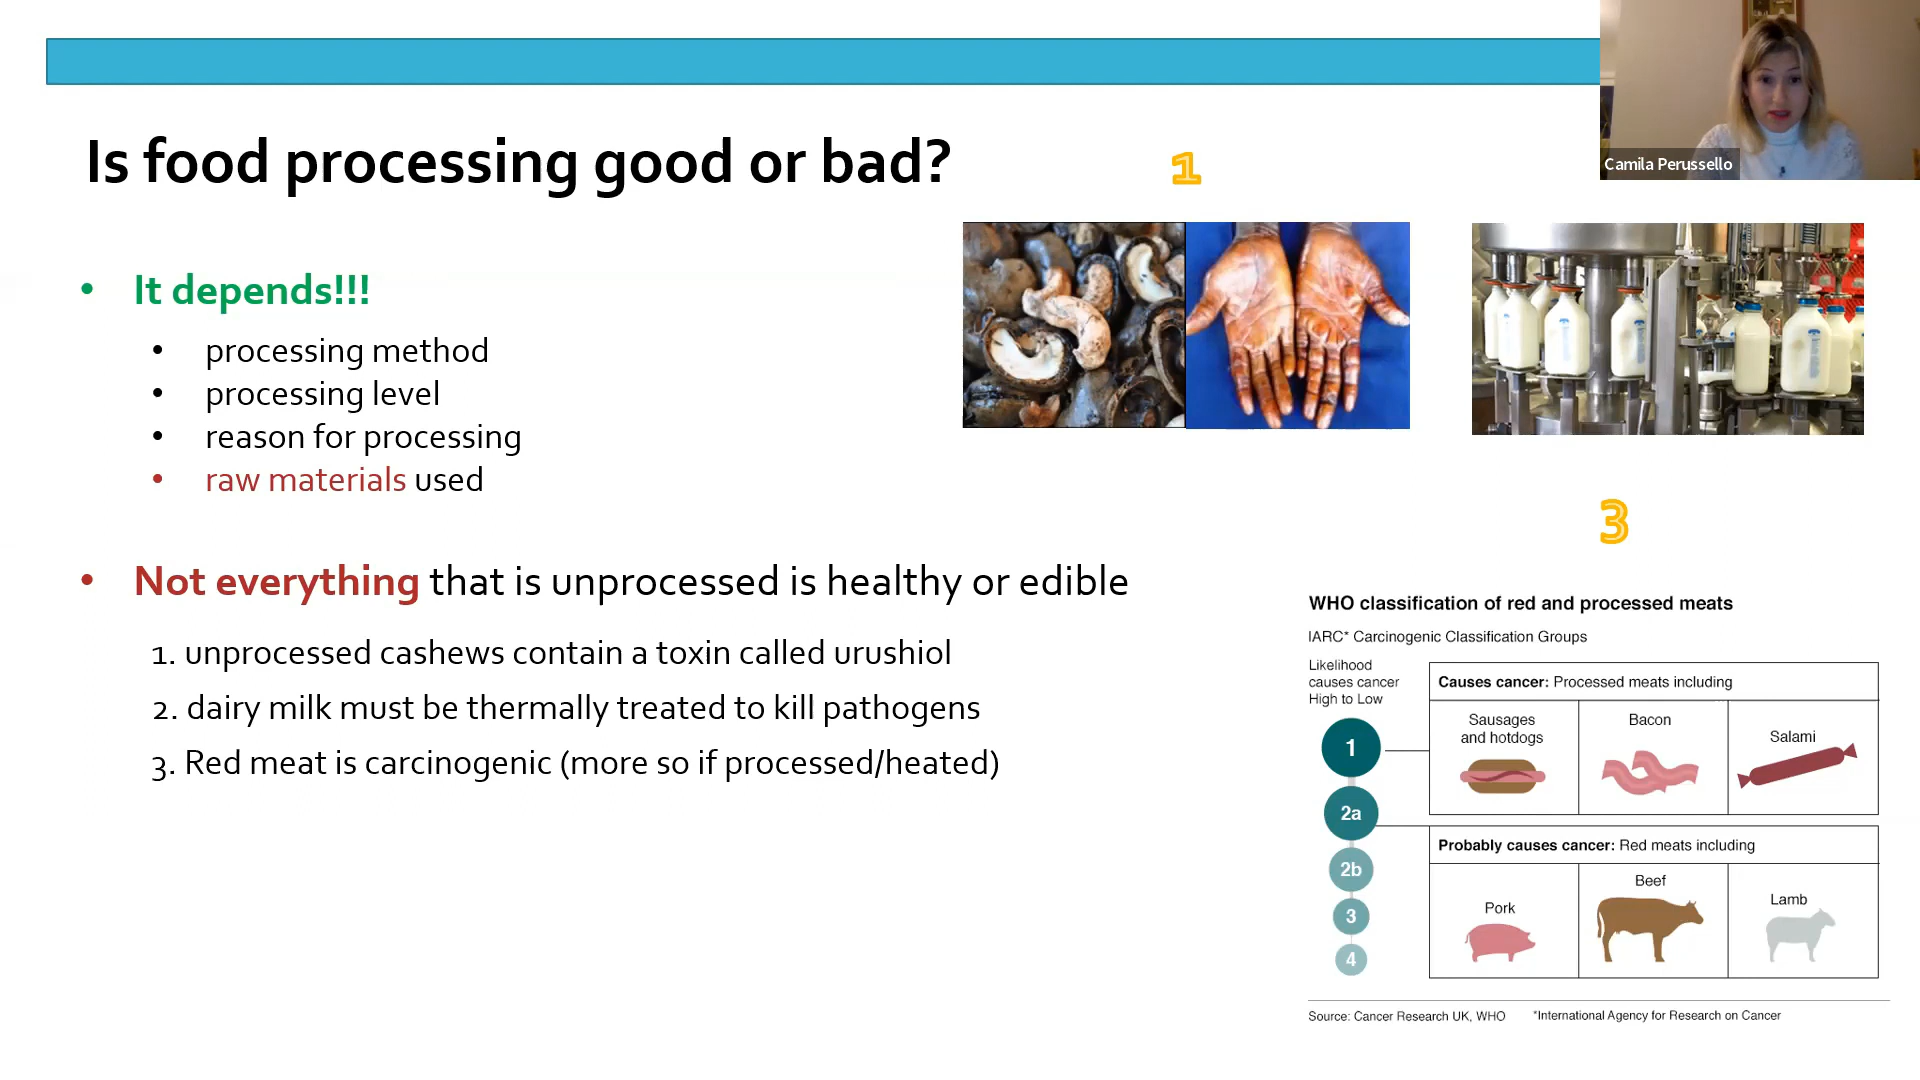 Camila Perussello
Is food processing good or bad?
1
• It depends!!!
• processing method
• processing level
• reason for processing
• raw materials used
3
• Not everything that is unprocessed is healthy or edible
1. unprocessed cashews contain a toxin called urushiol
2. dairy milk must be thermally treated to kill pathogens
3. Red meat is carcinogenic (more so if processed/heated)
WHO classification of red and processed meats
IARC* Carcinogenic Classification Groups
Likelihood
causes cancer
High to Low
1
2a
2b
3
4
Causes cancer: Processed meats including
Sausages
and hotdogs
Bacon
Salami
Probably causes cancer: Red meats including
Pork
Beef
Lamb
Source: Cancer Research UK, WHO
*International Agency for Research on Cancer